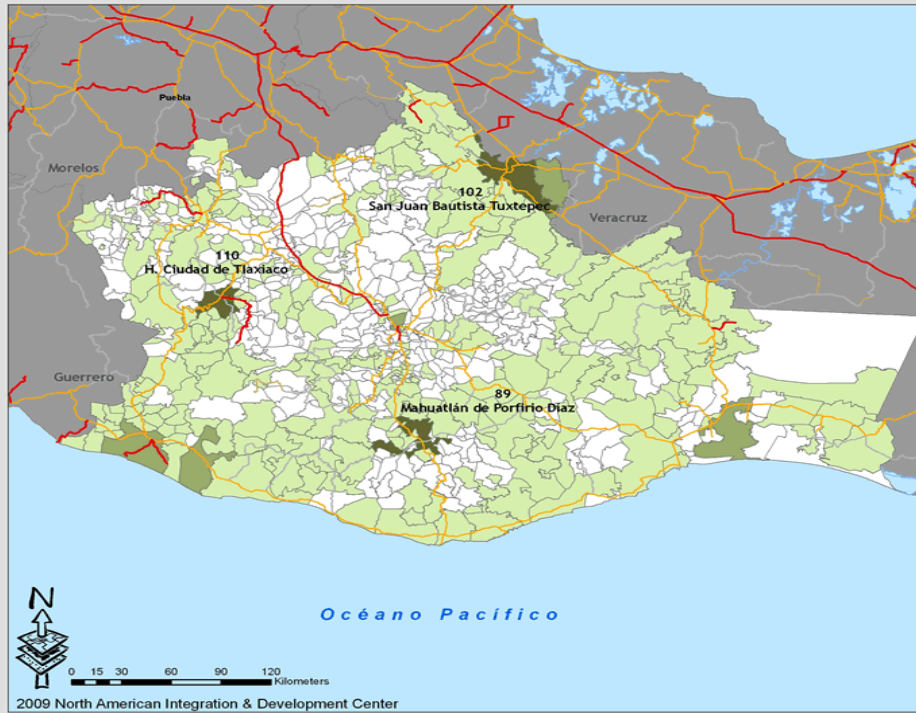 Puebla
Morelos
102
San Juan Bautista Tuxtepec
Veracruz
110
H. Ciudad de Tlaxiaco
Guerrero
89
Mahuatlán de Porfirio Díaz
Océano Pacífico
N
0 15 30 60 90 120
Kilometers
2009 North American Integration & Development Center